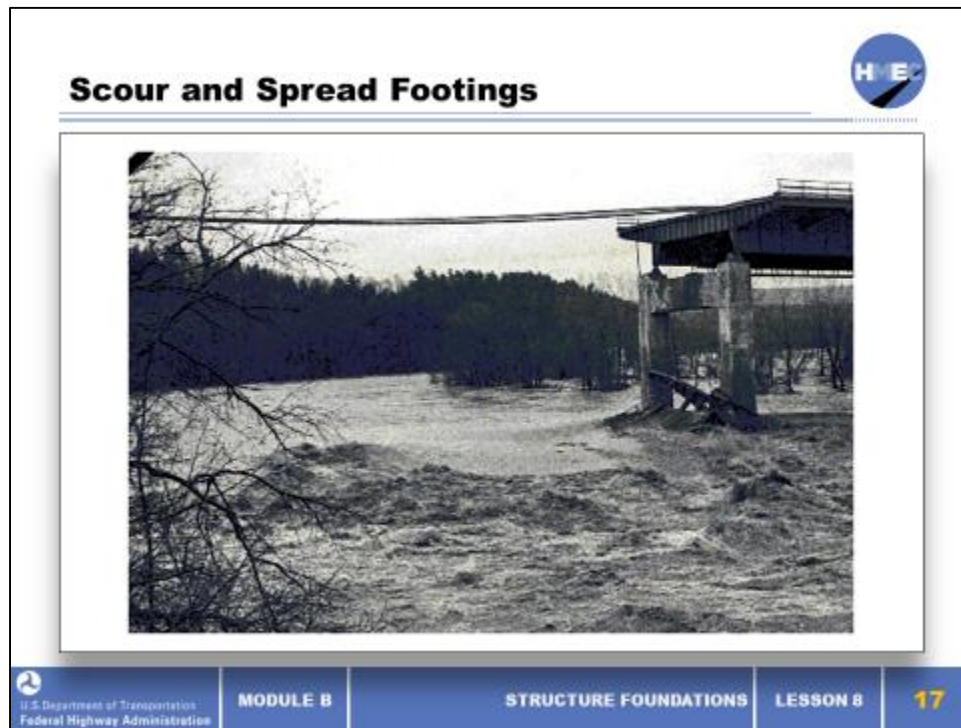 Scour and Spread Footings
HMEC
U.S. Department of Transportation
Federal Highway Administration
MODULE B
STRUCTURE FOUNDATIONS
LESSON 8
17